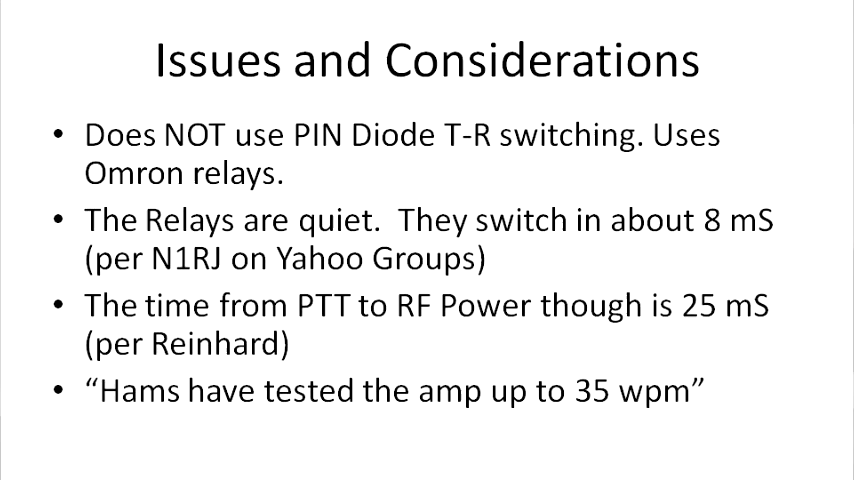 Issues and Considerations
• Does NOT use PIN Diode T-R switching. Uses
Omron relays.
• The Relays are quiet.  They switch in about 8 mS
(per N1RJ on Yahoo Groups)
• The time from PTT to RF Power though is 25 mS
(per Reinhard)
• “Hams have tested the amp up to 35 wpm”